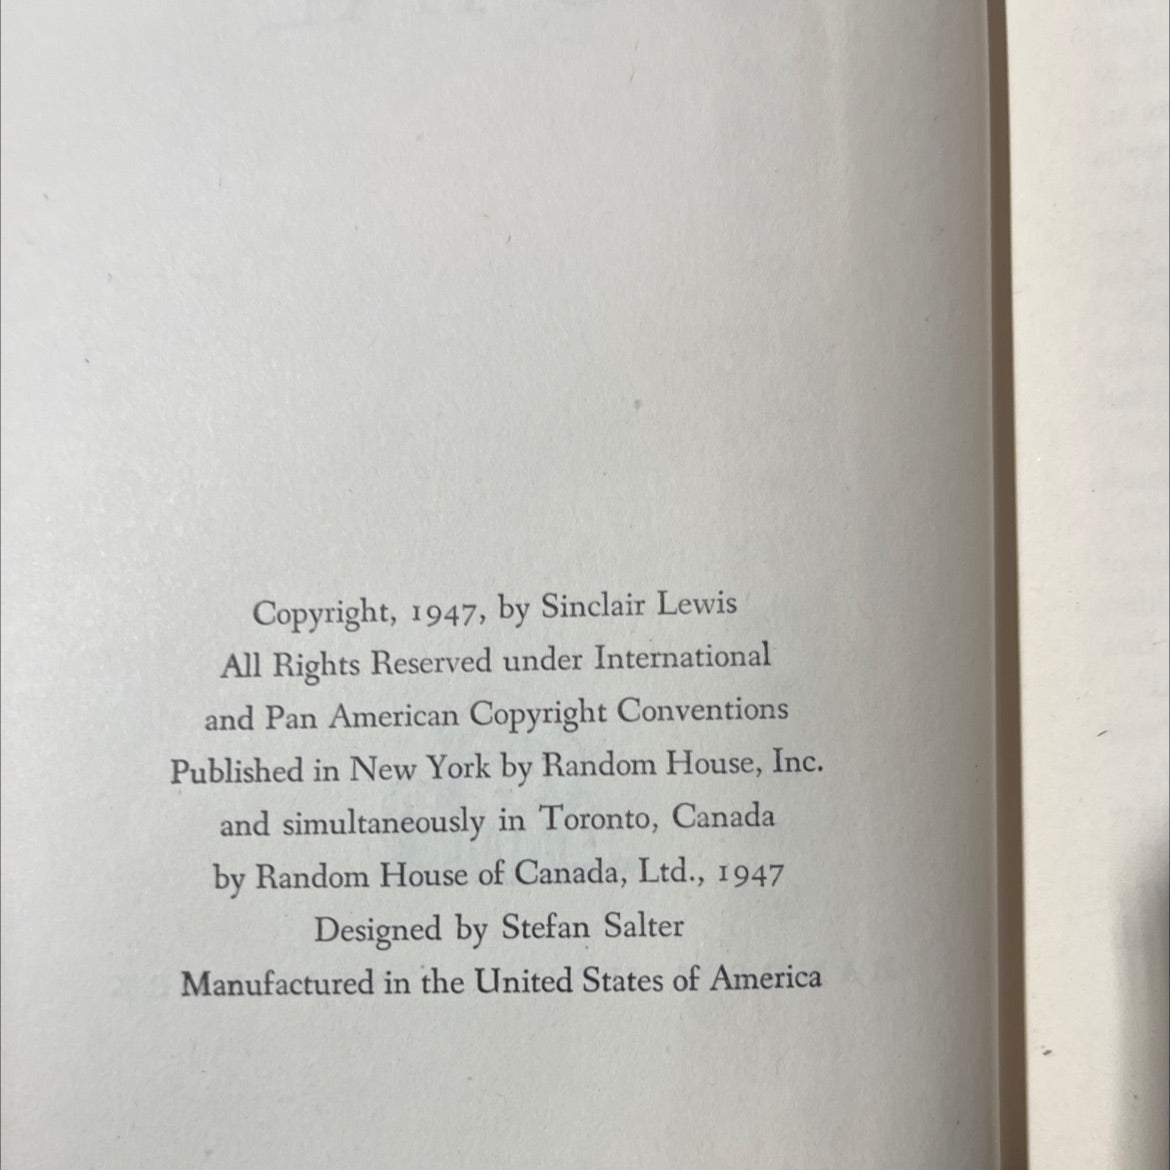 Copyright, 1947, by Sinclair Lewis
All Rights Reserved under International
and Pan American Copyright Conventions
Published in New York by Random House, Inc.
and simultaneously in Toronto, Canada
by Random House of Canada, Ltd., 1947
Designed by Stefan Salter
Manufactured in the United States of America